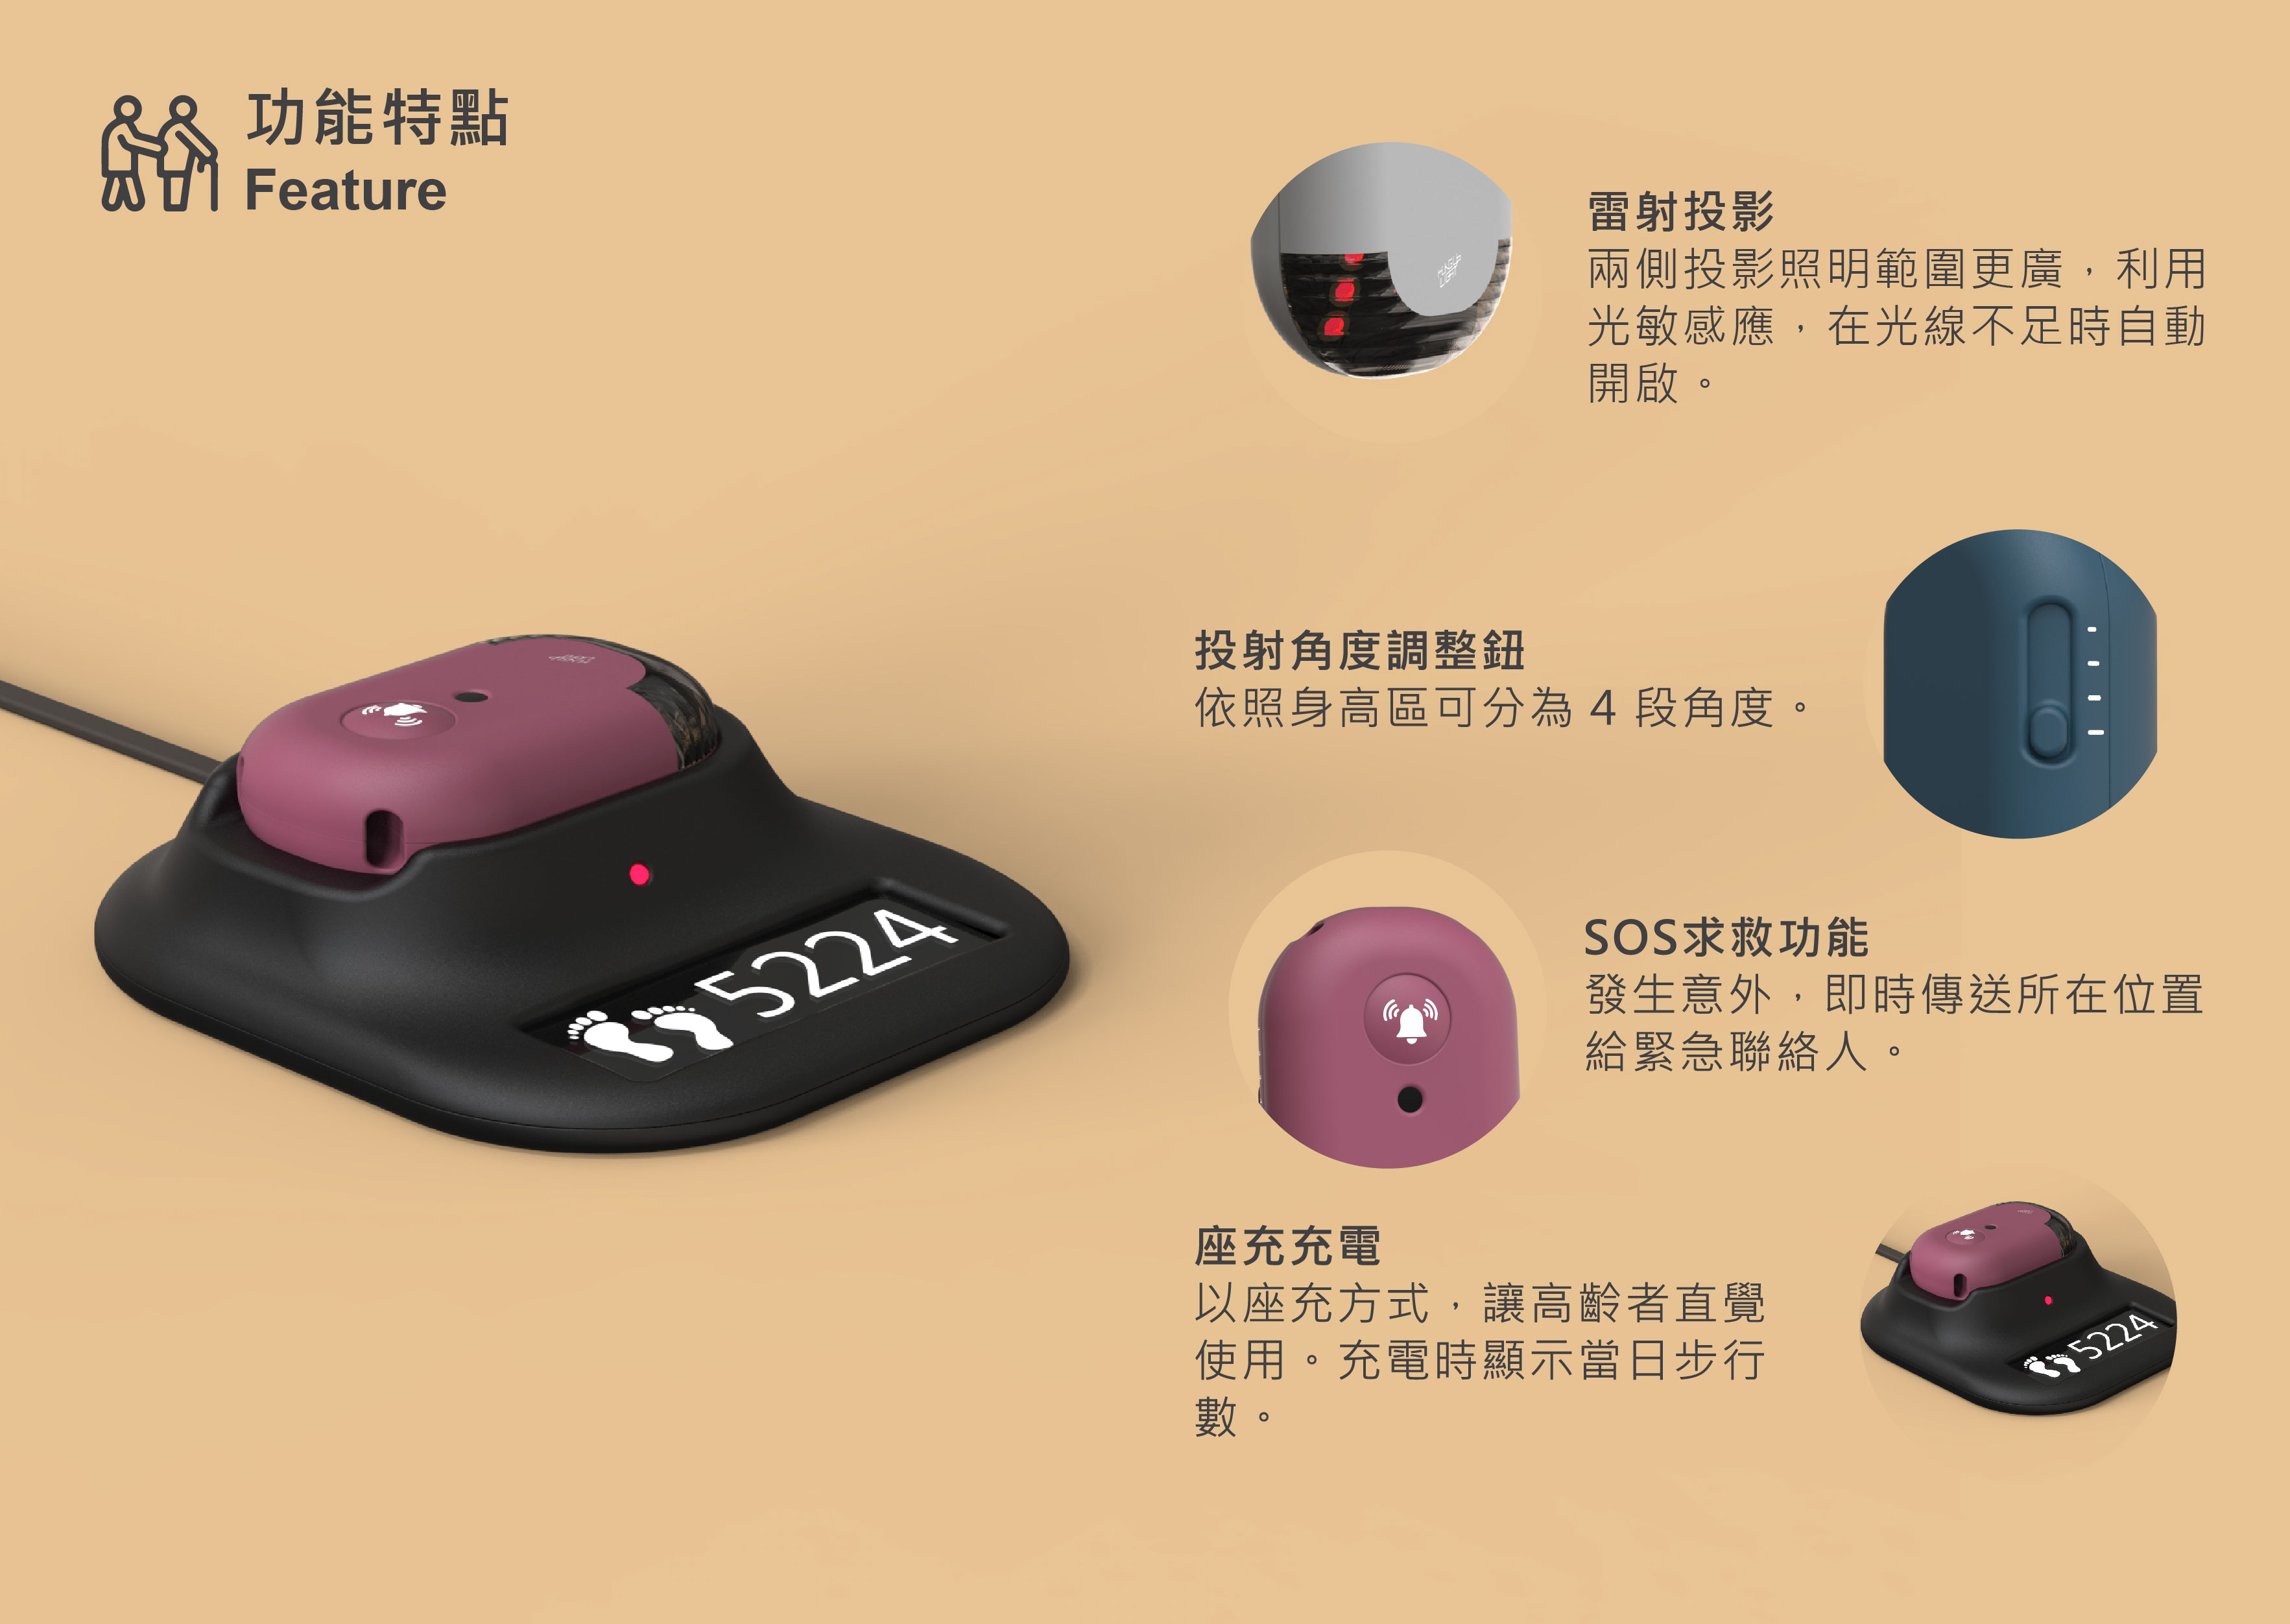 功能特點
Feature
雷射投影
兩側投影照明範圍更廣，利用
光敏感應，在光線不足時自動
開啟。
投射角度調整鈕
依照身高區可分為 4 段角度。
5224
SOS求救功能
發生意外，即時傳送所在位置
給緊急聯絡人。
座充充電
以座充方式，讓高齡者直覺
使用。充電時顯示當日步行
數。
5224